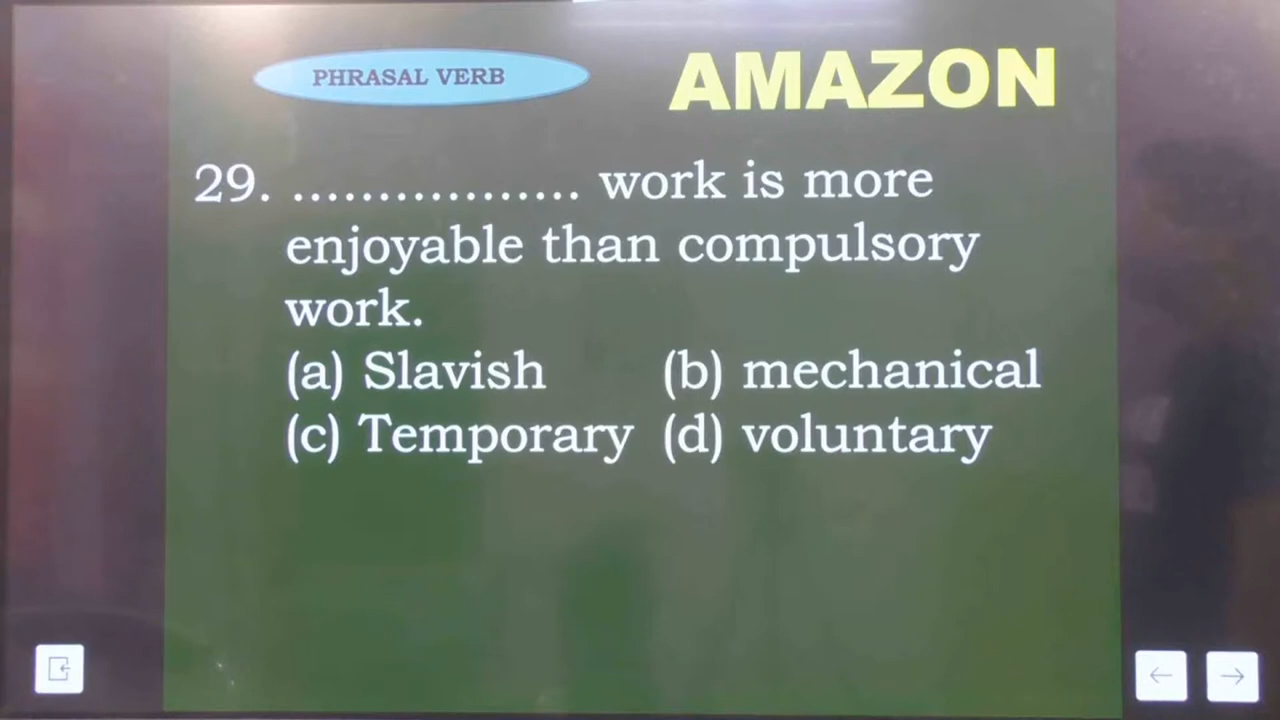 PHRASAL VERB
AMAZON
29. ................. work is more
enjoyable than compulsory
work.
(a) Slavish (b) mechanical
(c) Temporary (d) voluntary